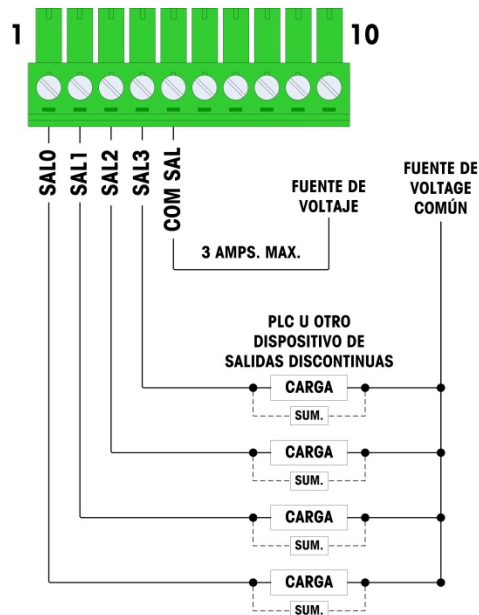 1
10
SAL0
SAL1
SAL2
SAL3
COM SAL
FUENTE DE
VOLTAJE
FUENTE DE
VOLTAGE
COMÚN
3 AMPS. MAX.
PLC U OTRO
DISPOSITIVO DE
SALIDAS DISCONTINUAS
CARGA
SUM.
CARGA
SUM.
CARGA
SUM.
CARGA
SUM.